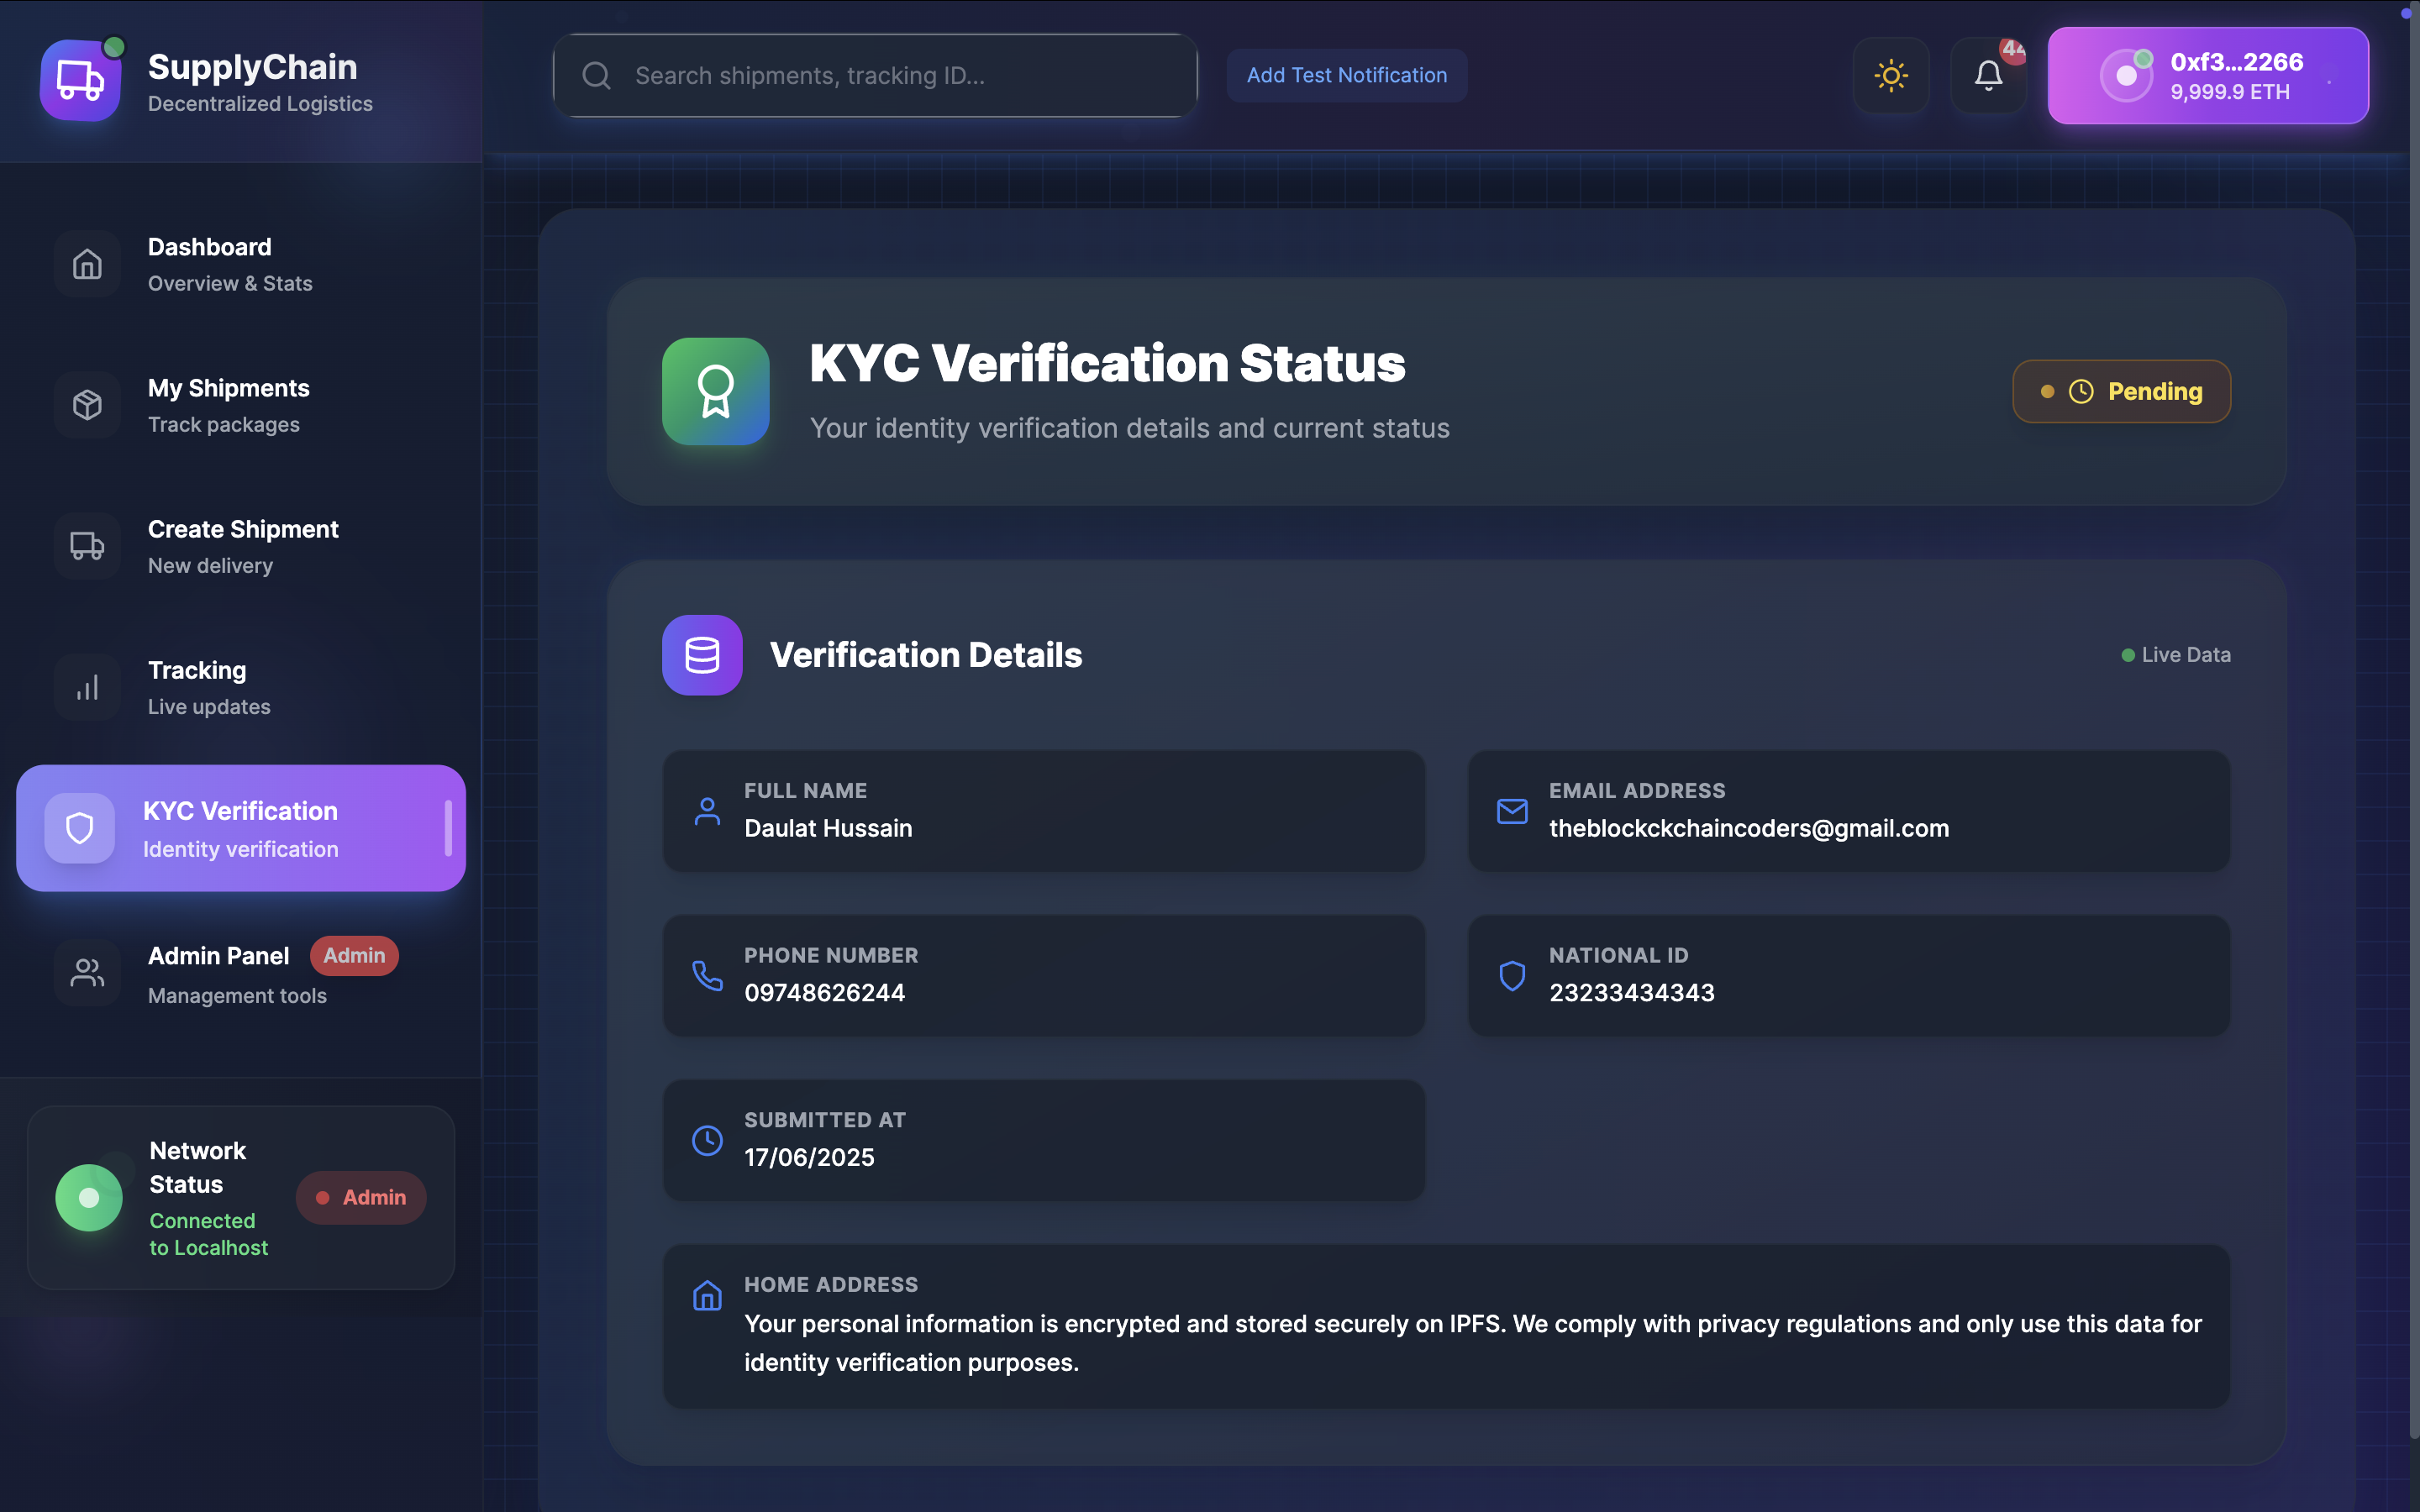 SupplyChain
Decentralized Logistics
Search shipments, tracking ID...
Add Test Notification
44
0xf3...2266
9,999.9 ETH
Dashboard
Overview & Stats
My Shipments
Track packages
Create Shipment
New delivery
Tracking
Live updates
KYC Verification
Identity verification
Admin Panel
Admin
Management tools
Network
Status
Connected
to Localhost
Admin
KYC Verification Status
Your identity verification details and current status
Pending
Verification Details
Live Data
FULL NAME
Daulat Hussain
EMAIL ADDRESS
theblockckchaincoders@gmail.com
PHONE NUMBER
09748626244
NATIONAL ID
23233434343
SUBMITTED AT
17/06/2025
HOME ADDRESS
Your personal information is encrypted and stored securely on IPFS. We comply with privacy regulations and only use this data for
identity verification purposes.